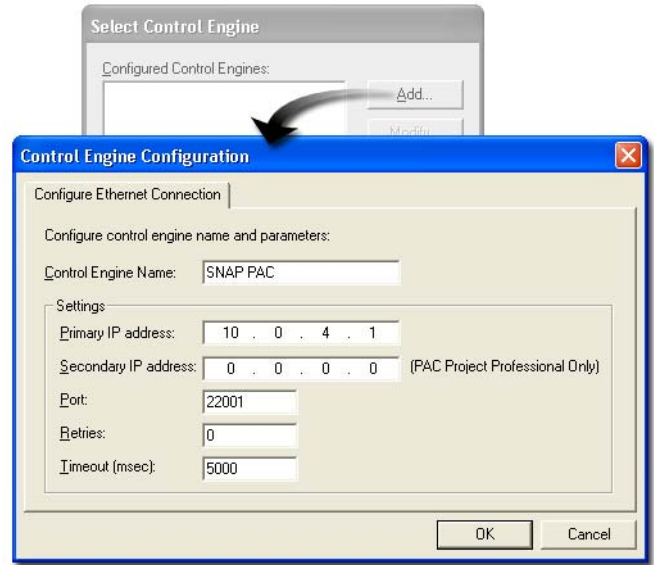 Select Control Engine
Configured Control Engines:
Add...
Modify...
Control Engine Configuration
Configure Ethernet Connection
Configure control engine name and parameters:
Control Engine Name: SNAP PAC
Settings
Primary IP address: 10 . 0 . 4 . 1
Secondary IP address: 0 . 0 . 0 . 0 (PAC Project Professional Only)
Port: 22001
Retries: 0
Timeout (msec): 5000
OK Cancel